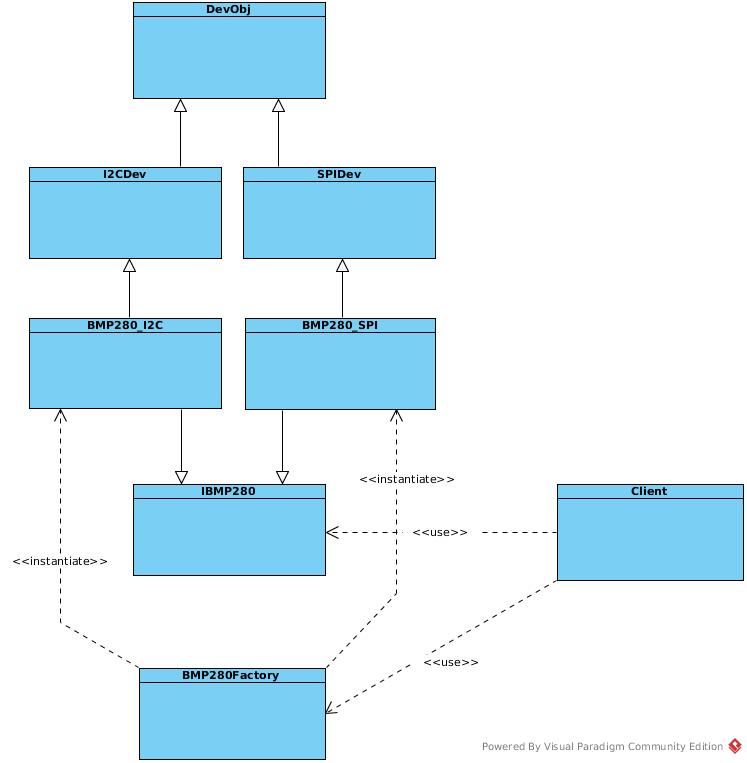 DevObj
I2CDev
SPIDev
BMP280_I2C
BMP280_SPI
<<instantiate>>
IBMP280
Client
<<use>>
<<instantiate>>
<<use>>
BMP280Factory
Powered By Visual Paradigm Community Edition